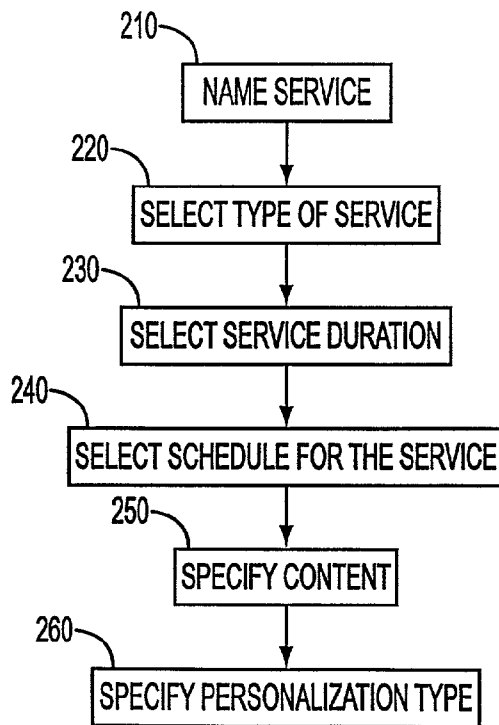 210
NAME SERVICE
220
SELECT TYPE OF SERVICE
230
SELECT SERVICE DURATION
240
SELECT SCHEDULE FOR THE SERVICE
250
SPECIFY CONTENT
260
SPECIFY PERSONALIZATION TYPE